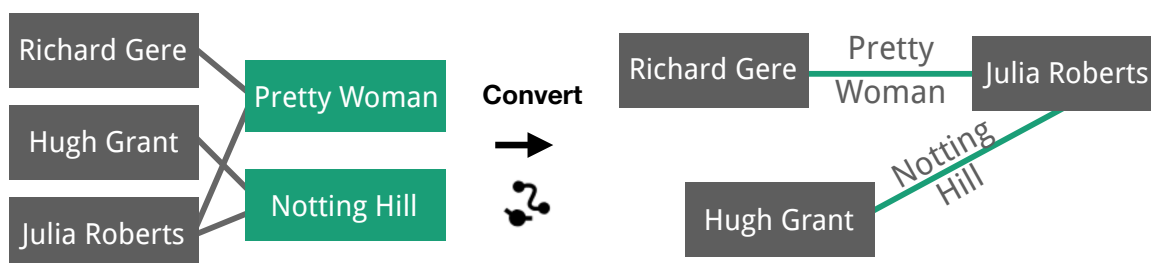 Richard Gere
Hugh Grant
Julia Roberts
Pretty Woman
Notting Hill
Convert
Richard Gere
Pretty
Woman
Julia Roberts
Notting
Hill
Hugh Grant